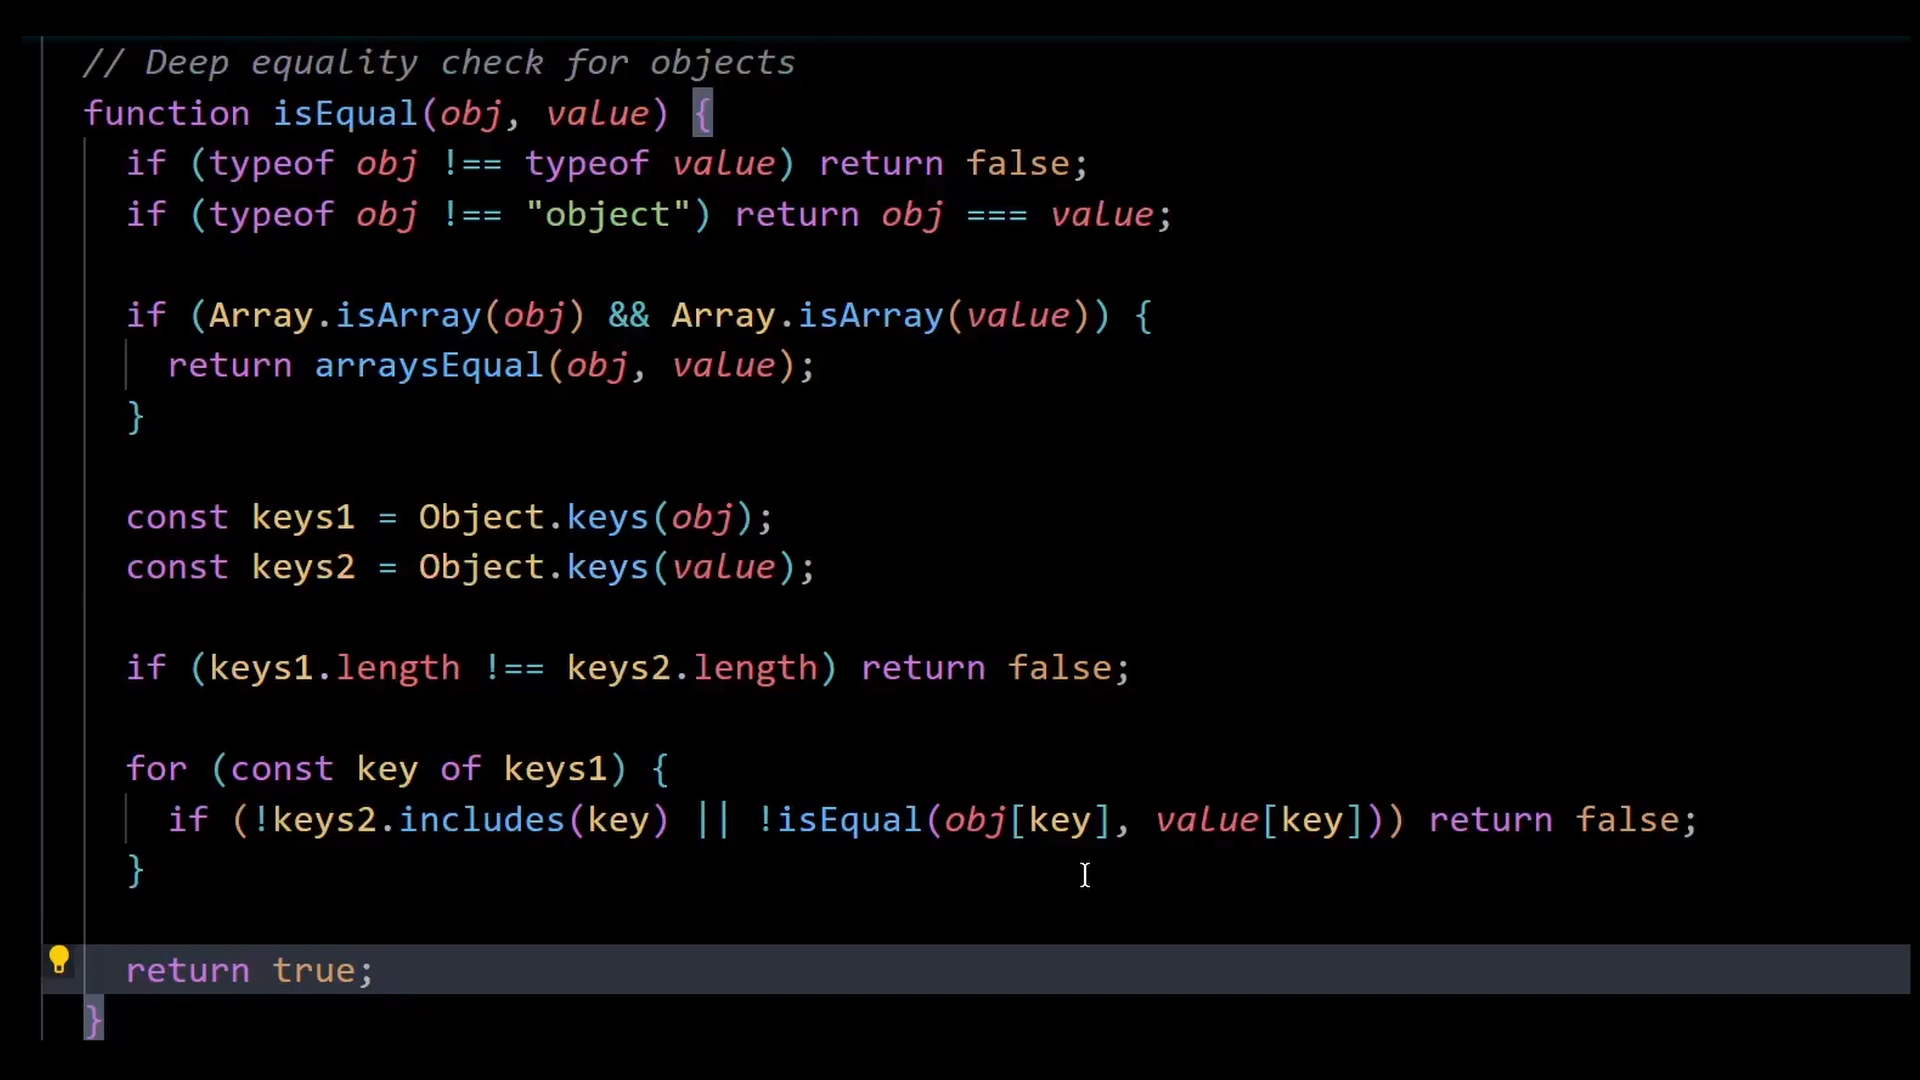 // Deep equality check for objects
function isEqual(obj, value) {
if (typeof obj !== typeof value) return false;
if (typeof obj !== "object") return obj === value;
if (Array.isArray(obj) && Array.isArray(value)) {
return arraysEqual(obj, value);
}
const keys1 = Object.keys(obj);
const keys2 = Object.keys(value);
if (keys1.length !== keys2.length) return false;
for (const key of keys1) {
if (!keys2.includes(key) || !isEqual(obj[key], value[key])) return false;
}
return true;
}